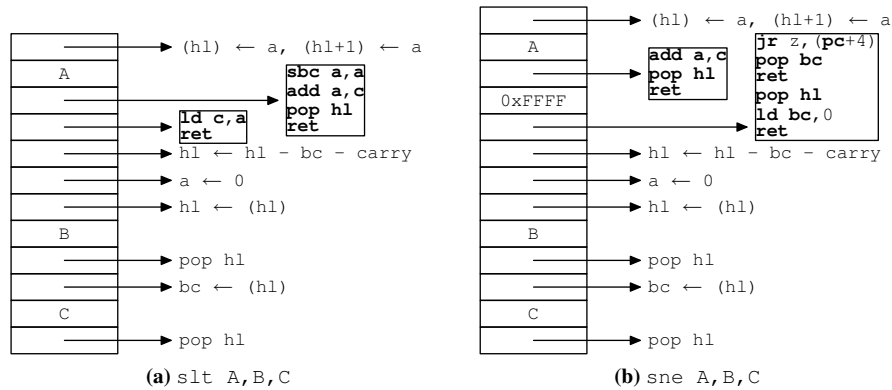 (hl) ← a, (hl+1) ← a
A
sbc a,a
add a,c
pop hl
ret
ld c,a
ret
hl ← hl - bc - carry
a ← 0
hl ← (hl)
B
pop hl
bc ← (hl)
C
pop hl
(a) slt A,B,C
(hl) ← a, (hl+1) ← a
A
add a,c
pop hl
ret
0xFFFF
jr z,(pc+4)
pop bc
ret
pop hl
ld bc,0
ret
hl ← hl - bc - carry
a ← 0
hl ← (hl)
B
pop hl
bc ← (hl)
C
pop hl
(b) sne A,B,C